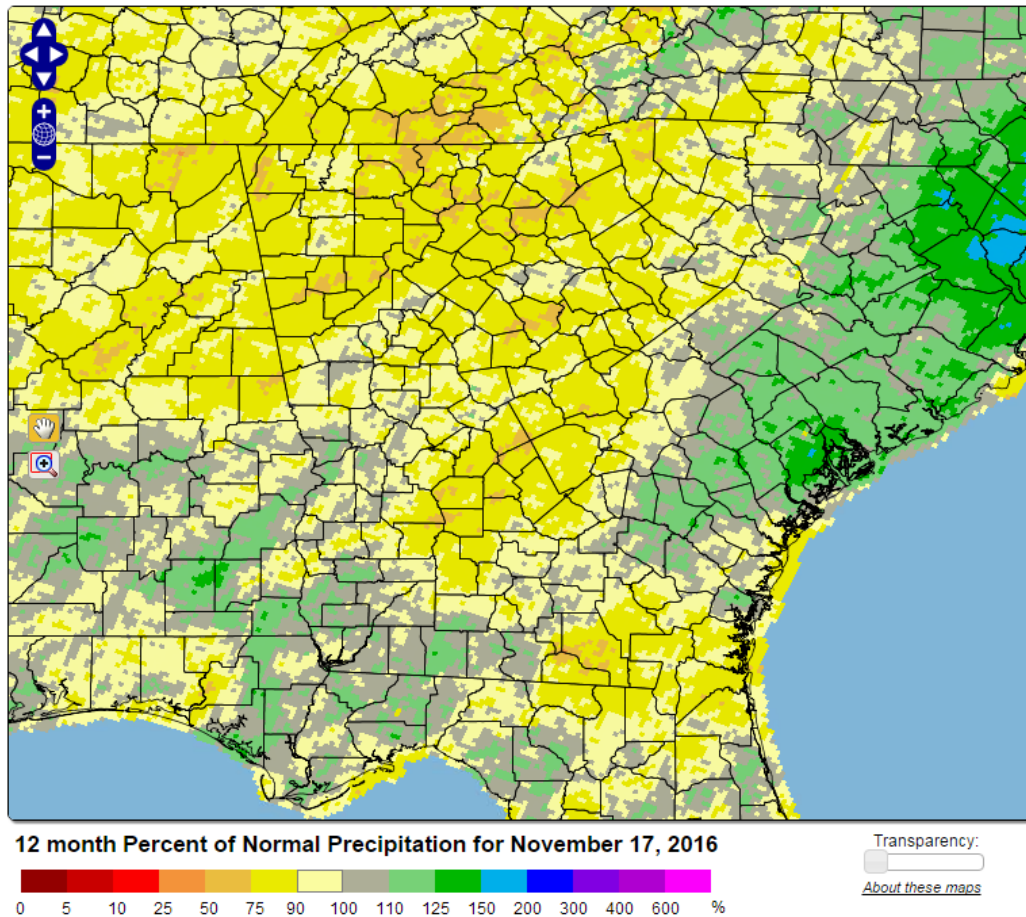 12 month Percent of Normal Precipitation for November 17, 2016
Transparency:
0 5 10 25 50 75 90 100 110 125 150 200 300 400 600 %
About these maps